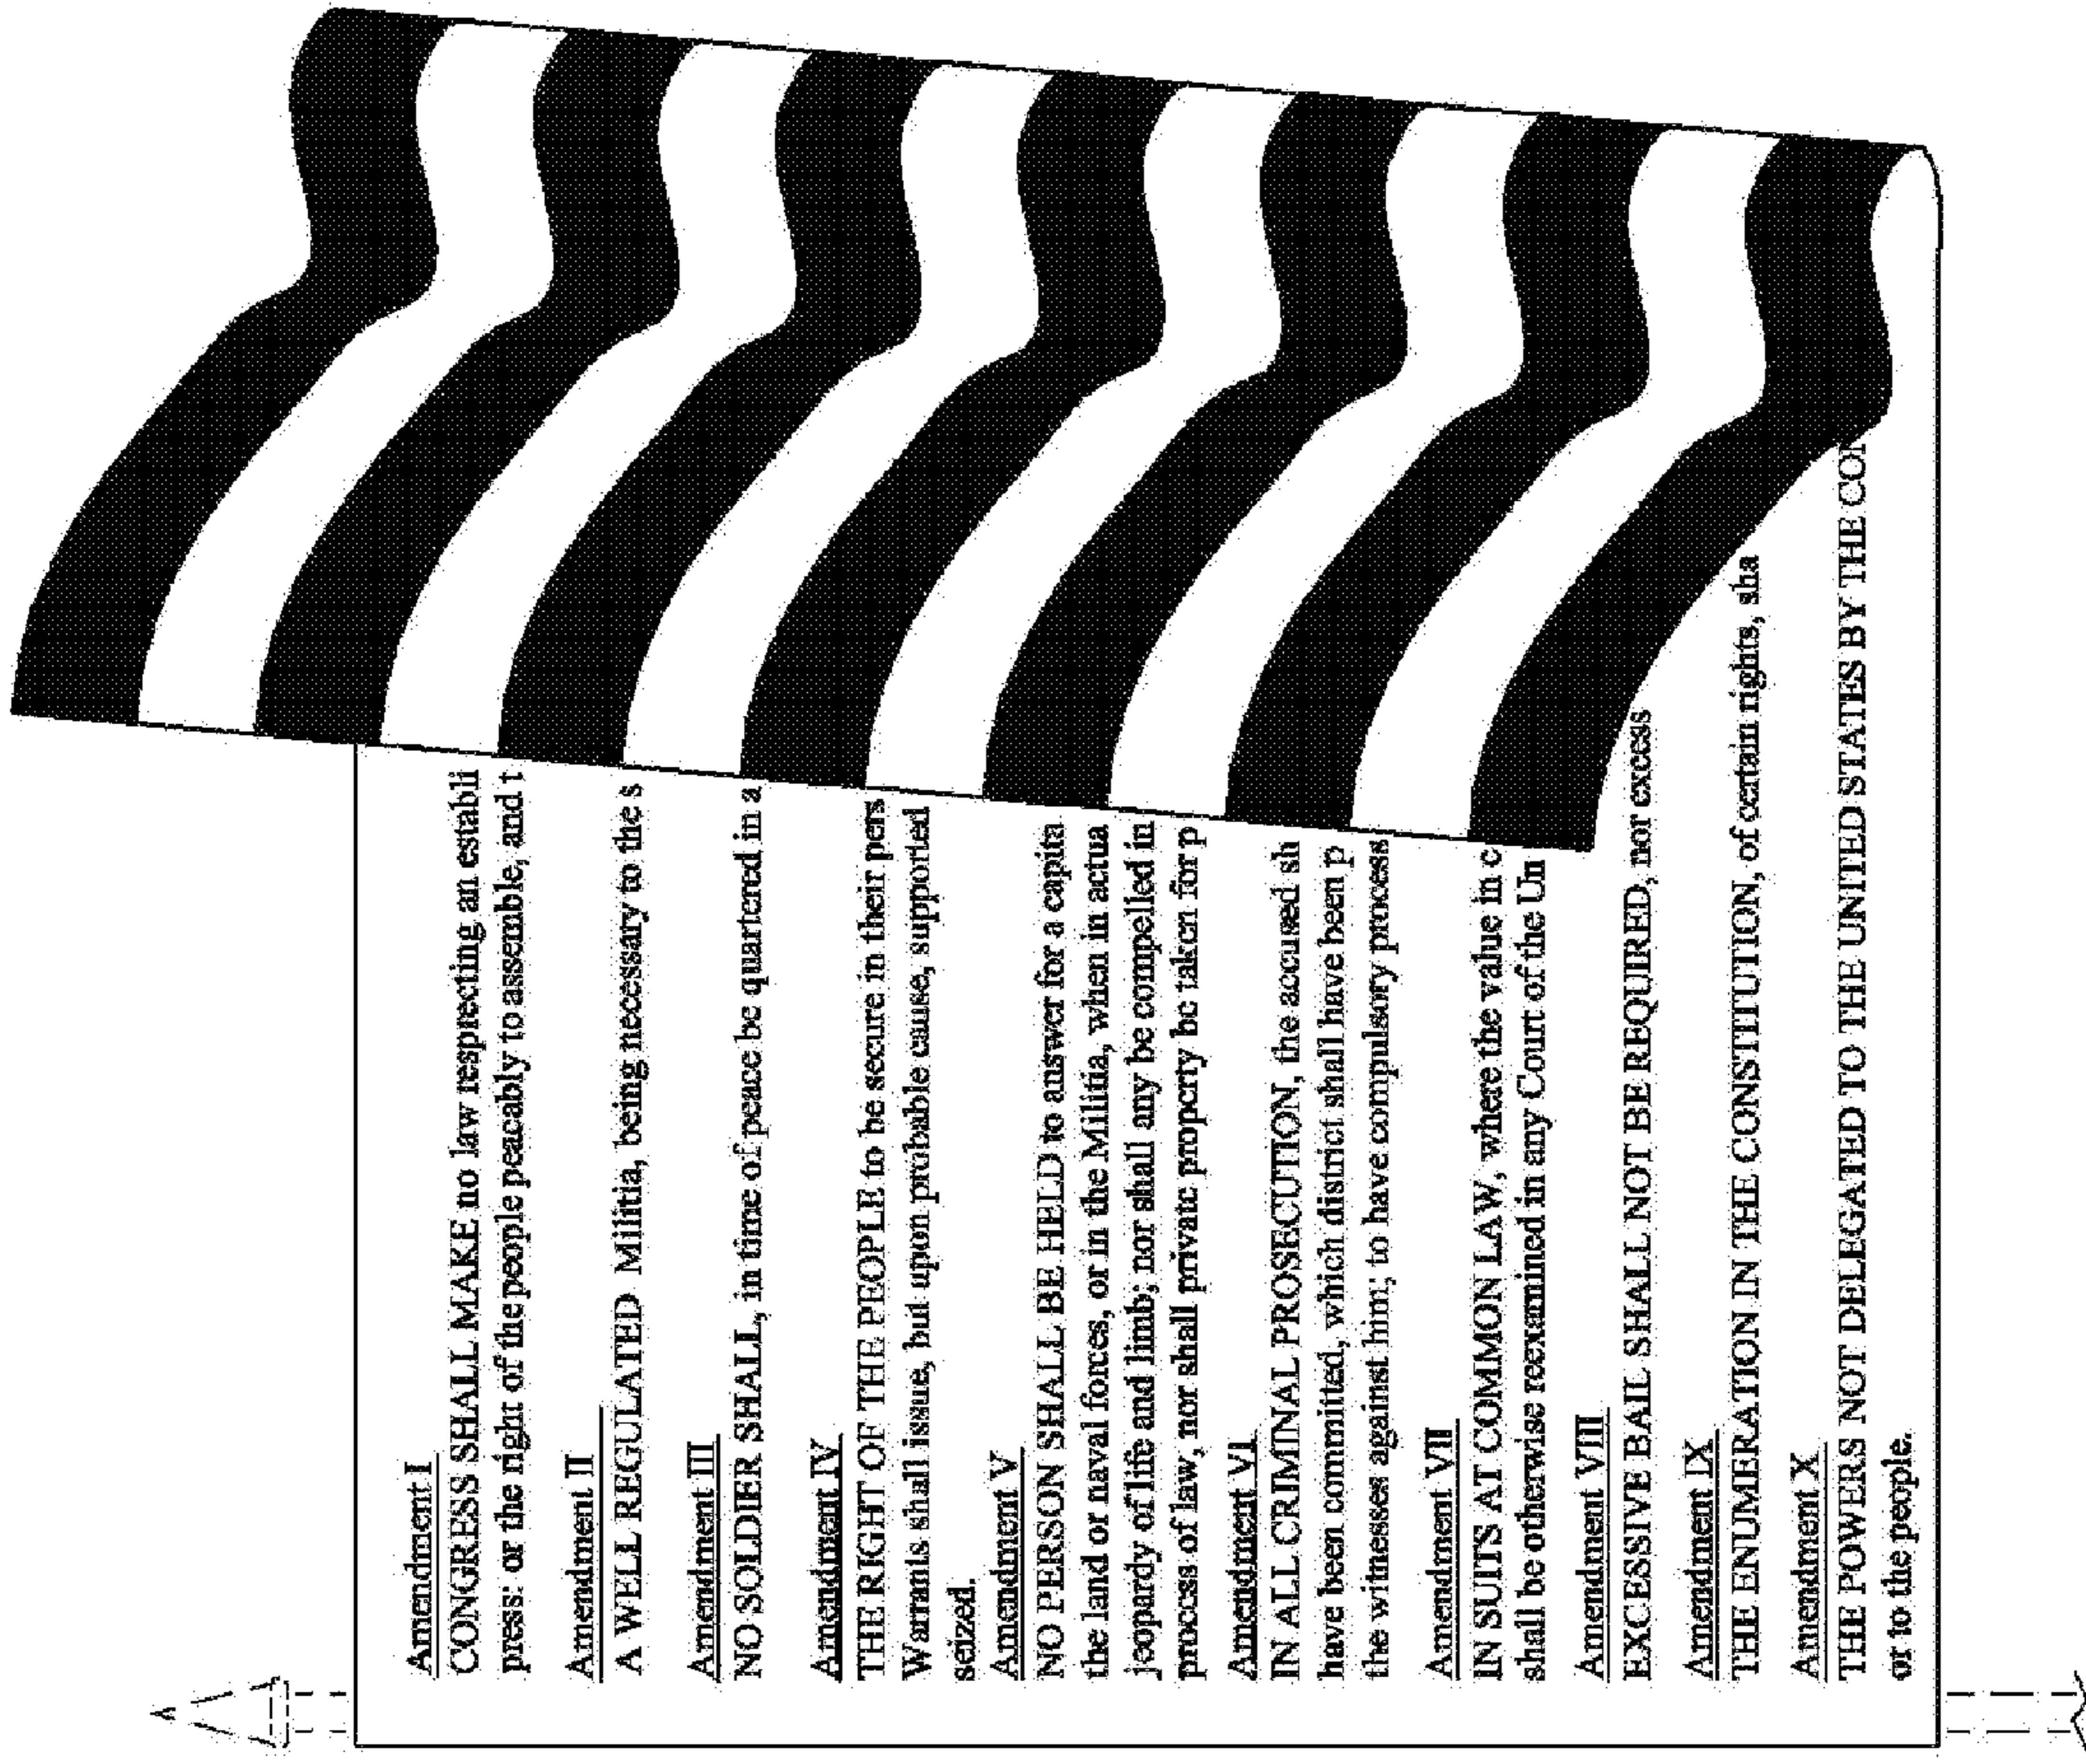 Amendment I
CONGRESS SHALL MAKE no law respecting an establi
press: or the right of the people peacably to assemble, and t
Amendment II
A WELL REGULATED Militia, being necessary to the s
Amendment III
NO SOLDIER SHALL, in time of peace be quartered in a
Amendment IV
THE RIGHT OF THE PEOPLE to be secure in their pers
Warrants shall issue, but upon probable cause, supported
seized.
Amendment V
NO PERSON SHALL BE HELD to answer for a capita
the land or naval forces, or in the Militia, when in actua
jeopardy of life and limb; nor shall any be compelled in
process of law, nor shall private property be taken for p
Amendment VI
IN ALL CRIMINAL PROSECUTION, the accused sh
have been committed, which district shall have been p
the witnesses against him; to have compulsory process
Amendment VII
IN SUITS AT COMMON LAW, where the value in c
shall be otherwise reexamined in any Court of the Un
Amendment VIII
EXCESSIVE BAIL SHALL NOT BE REQUIRED, nor excess
Amendment IX
THE ENUMERATION IN THE CONSTITUTION, of certain rights, sha
Amendment X
THE POWERS NOT DELEGATED TO THE UNITED STATES BY THE CON
or to the people.